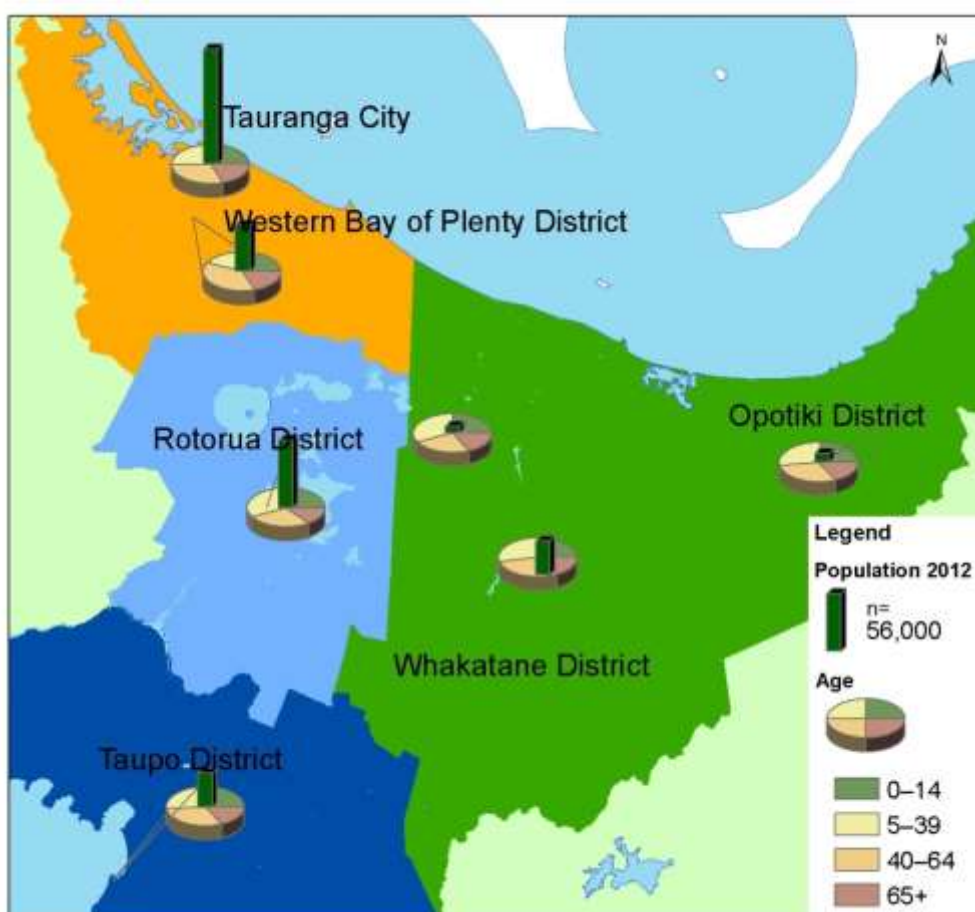 N
Tauranga City
Western Bay of Plenty District
Rotorua District
Opotiki District
Whakatane District
Taupo District
Legend
Population 2012
n=
56,000
Age
0–14
5–39
40–64
65+